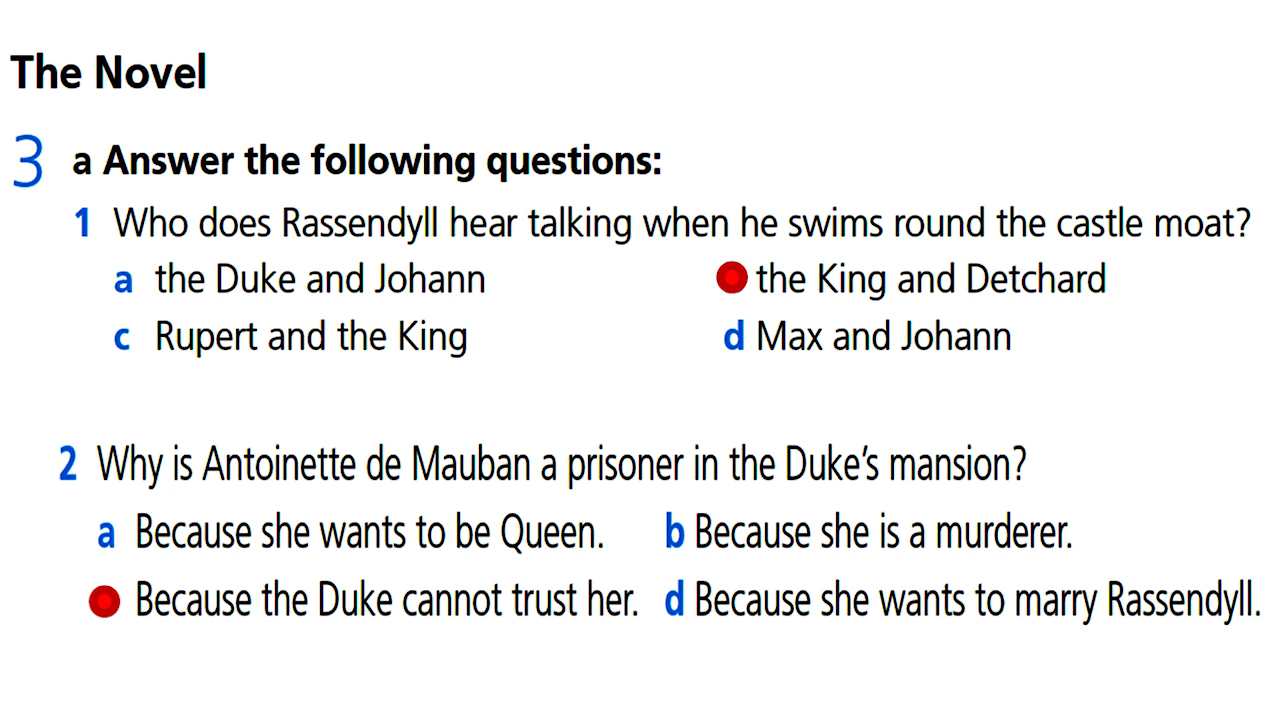 The Novel
3 a Answer the following questions:
1 Who does Rassendyll hear talking when he swims round the castle moat?
a the Duke and Johann the King and Detchard
c Rupert and the King d Max and Johann
2 Why is Antoinette de Mauban a prisoner in the Duke's mansion?
a Because she wants to be Queen. b Because she is a murderer.
Because the Duke cannot trust her. d Because she wants to marry Rassendyll.